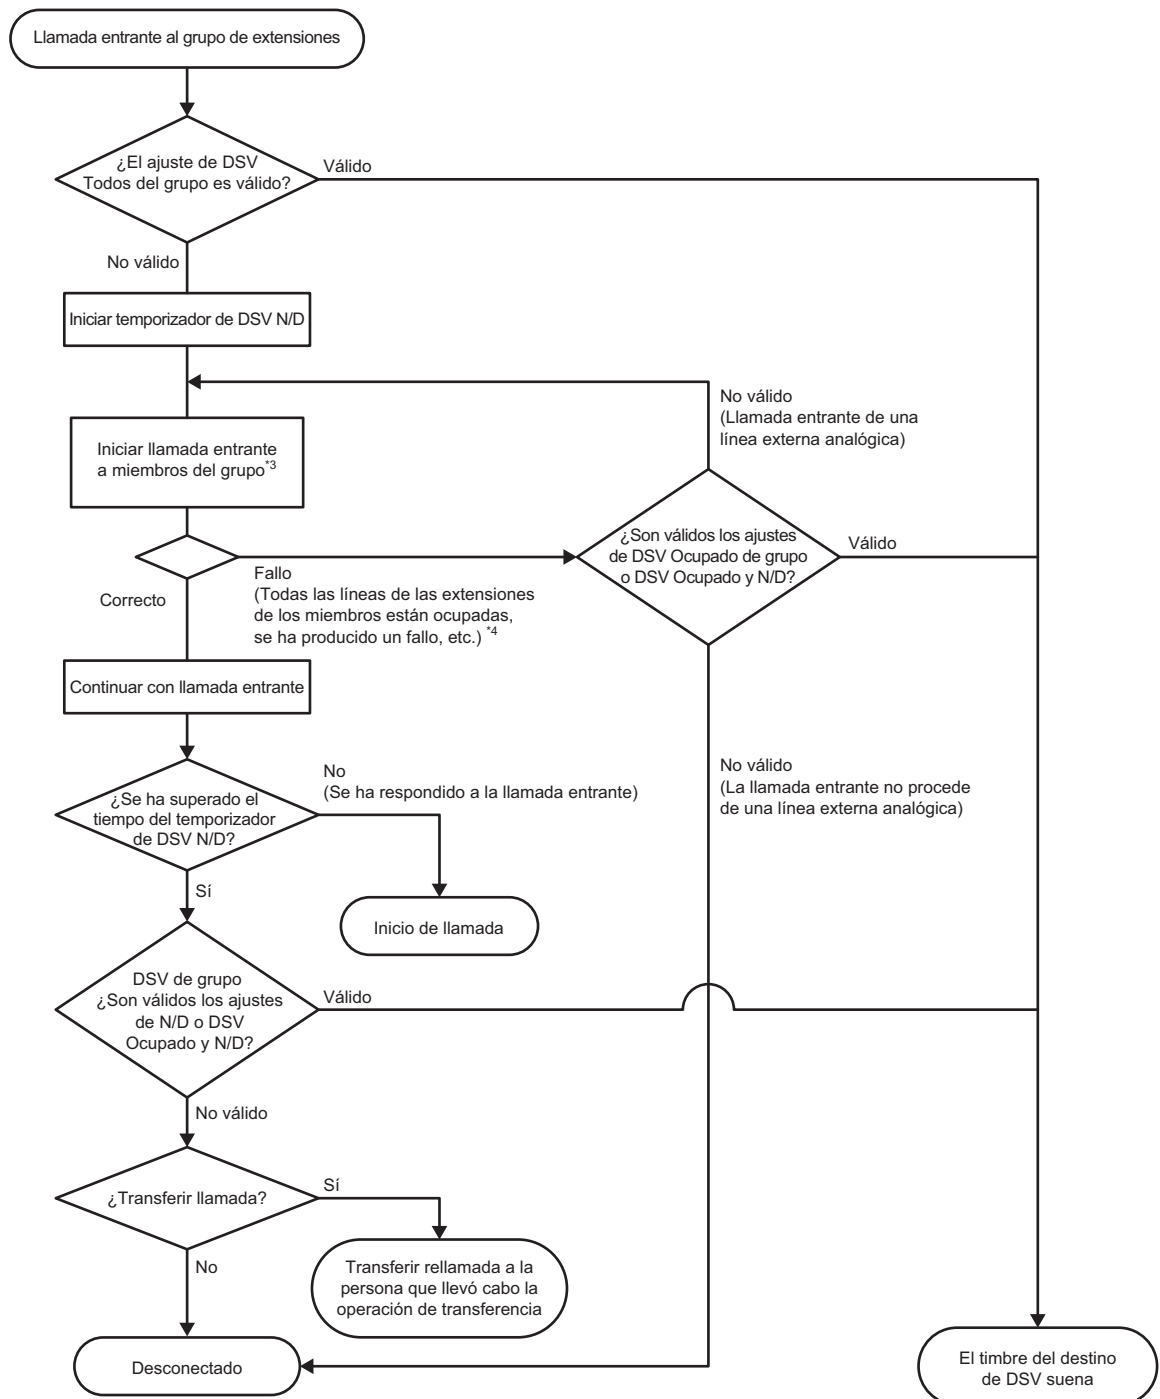 Llamada entrante al grupo de extensiones
¿El ajuste de DSV
Todos del grupo es válido?
Válido
No válido
Iniciar temporizador de DSV N/D
No válido
(Llamada entrante de una
línea externa analógica)
Iniciar llamada entrante
a miembros del grupo*3
¿Son válidos los ajustes
de DSV Ocupado de grupo
o DSV Ocupado y N/D?
Válido
Fallo
(Todas las líneas de las extensiones
de los miembros están ocupadas,
se ha producido un fallo, etc.) *4
Correcto
Continuar con llamada entrante
No
(Se ha respondido a la llamada entrante)
No válido
(La llamada entrante no procede
de una línea externa analógica)
¿Se ha superado el
tiempo del temporizador
de DSV N/D?
Sí
Inicio de llamada
DSV de grupo
¿Son válidos los ajustes
de N/D o DSV
Ocupado y N/D?
Válido
No válido
¿Transferir llamada?
Sí
No
Transferir rellamada a la
persona que llevó cabo la
operación de transferencia
Desconectado
El timbre del destino
de DSV suena